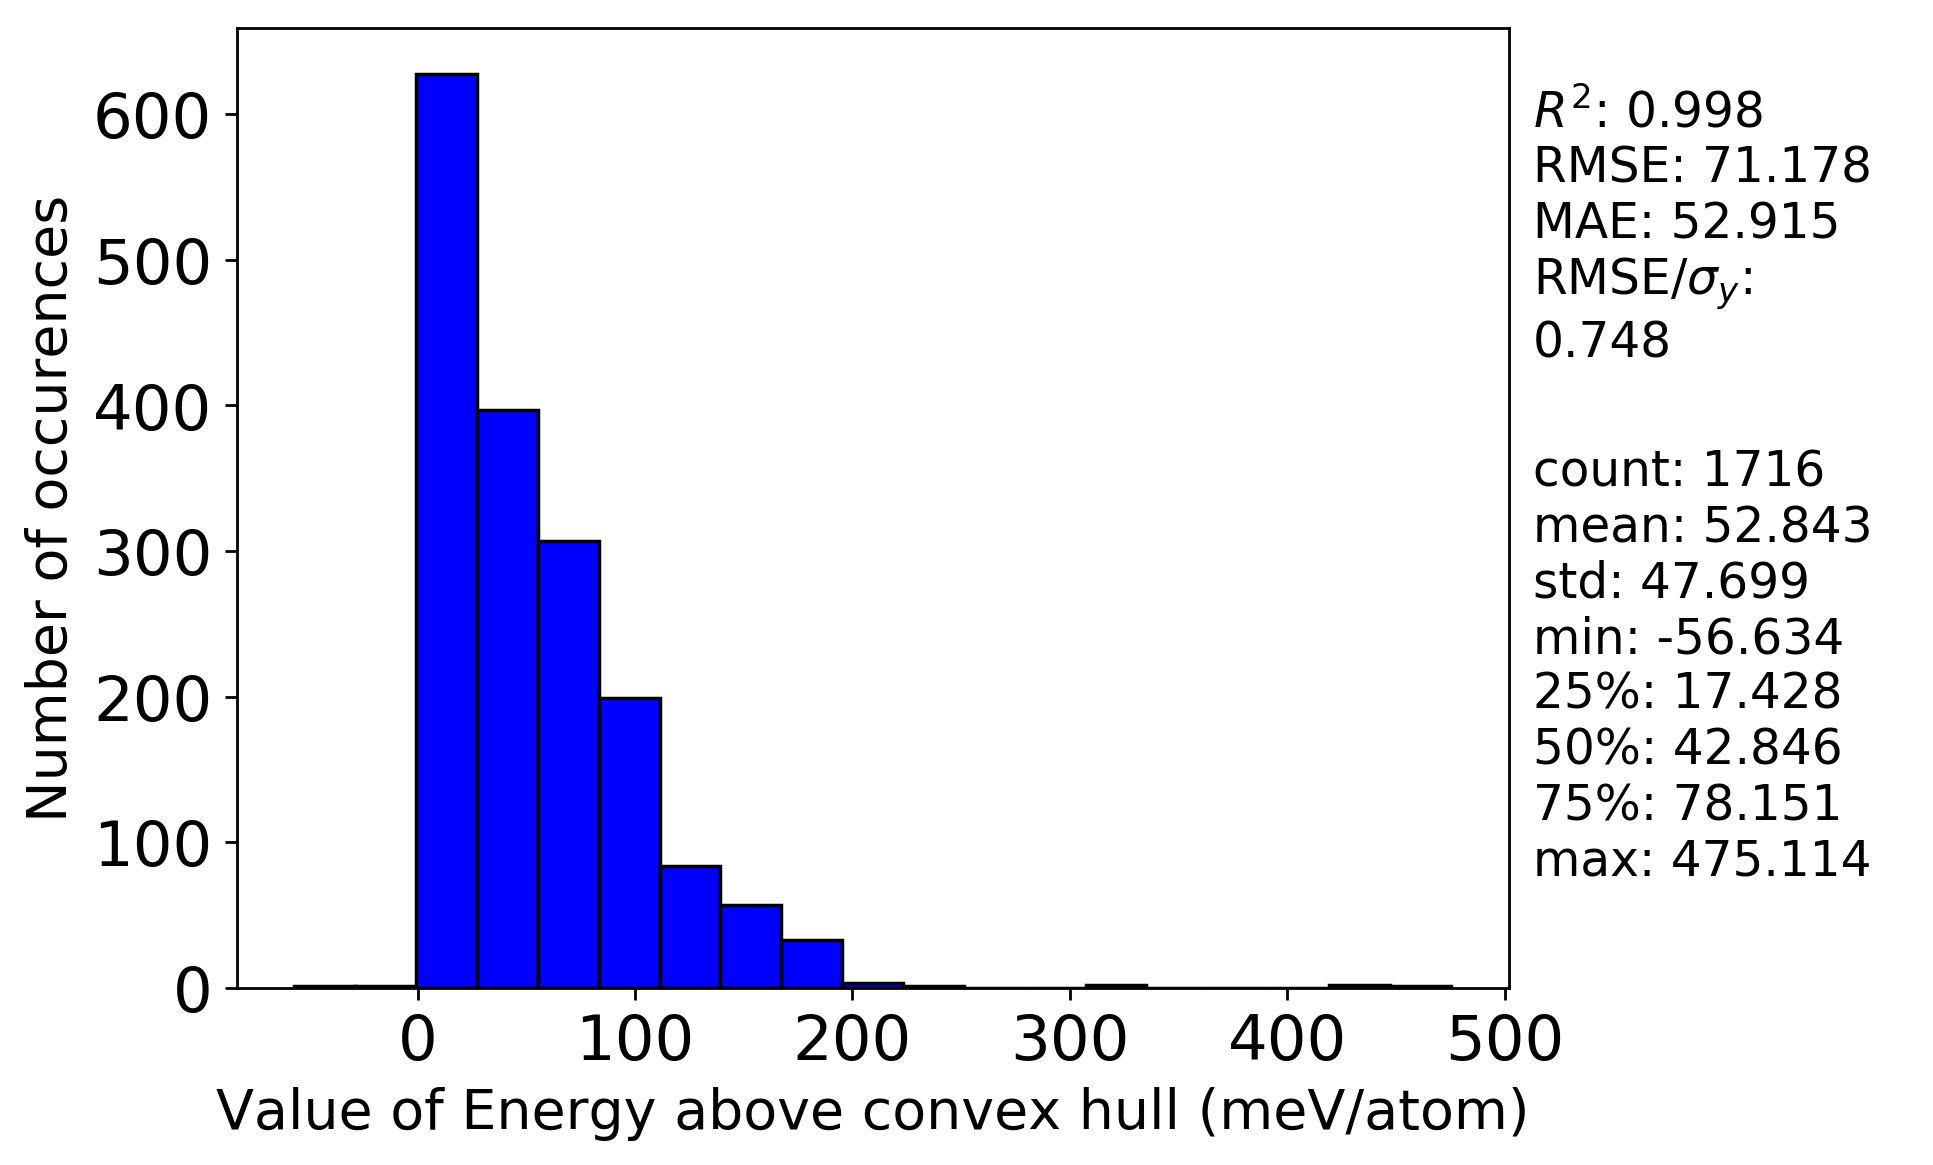 600
500
400
300
200
100
0
Number of occurences
0 100 200 300 400 500
Value of Energy above convex hull (meV/atom)
R²: 0.998
RMSE: 71.178
MAE: 52.915
RMSE/σ_y:
0.748
count: 1716
mean: 52.843
std: 47.699
min: -56.634
25%: 17.428
50%: 42.846
75%: 78.151
max: 475.114